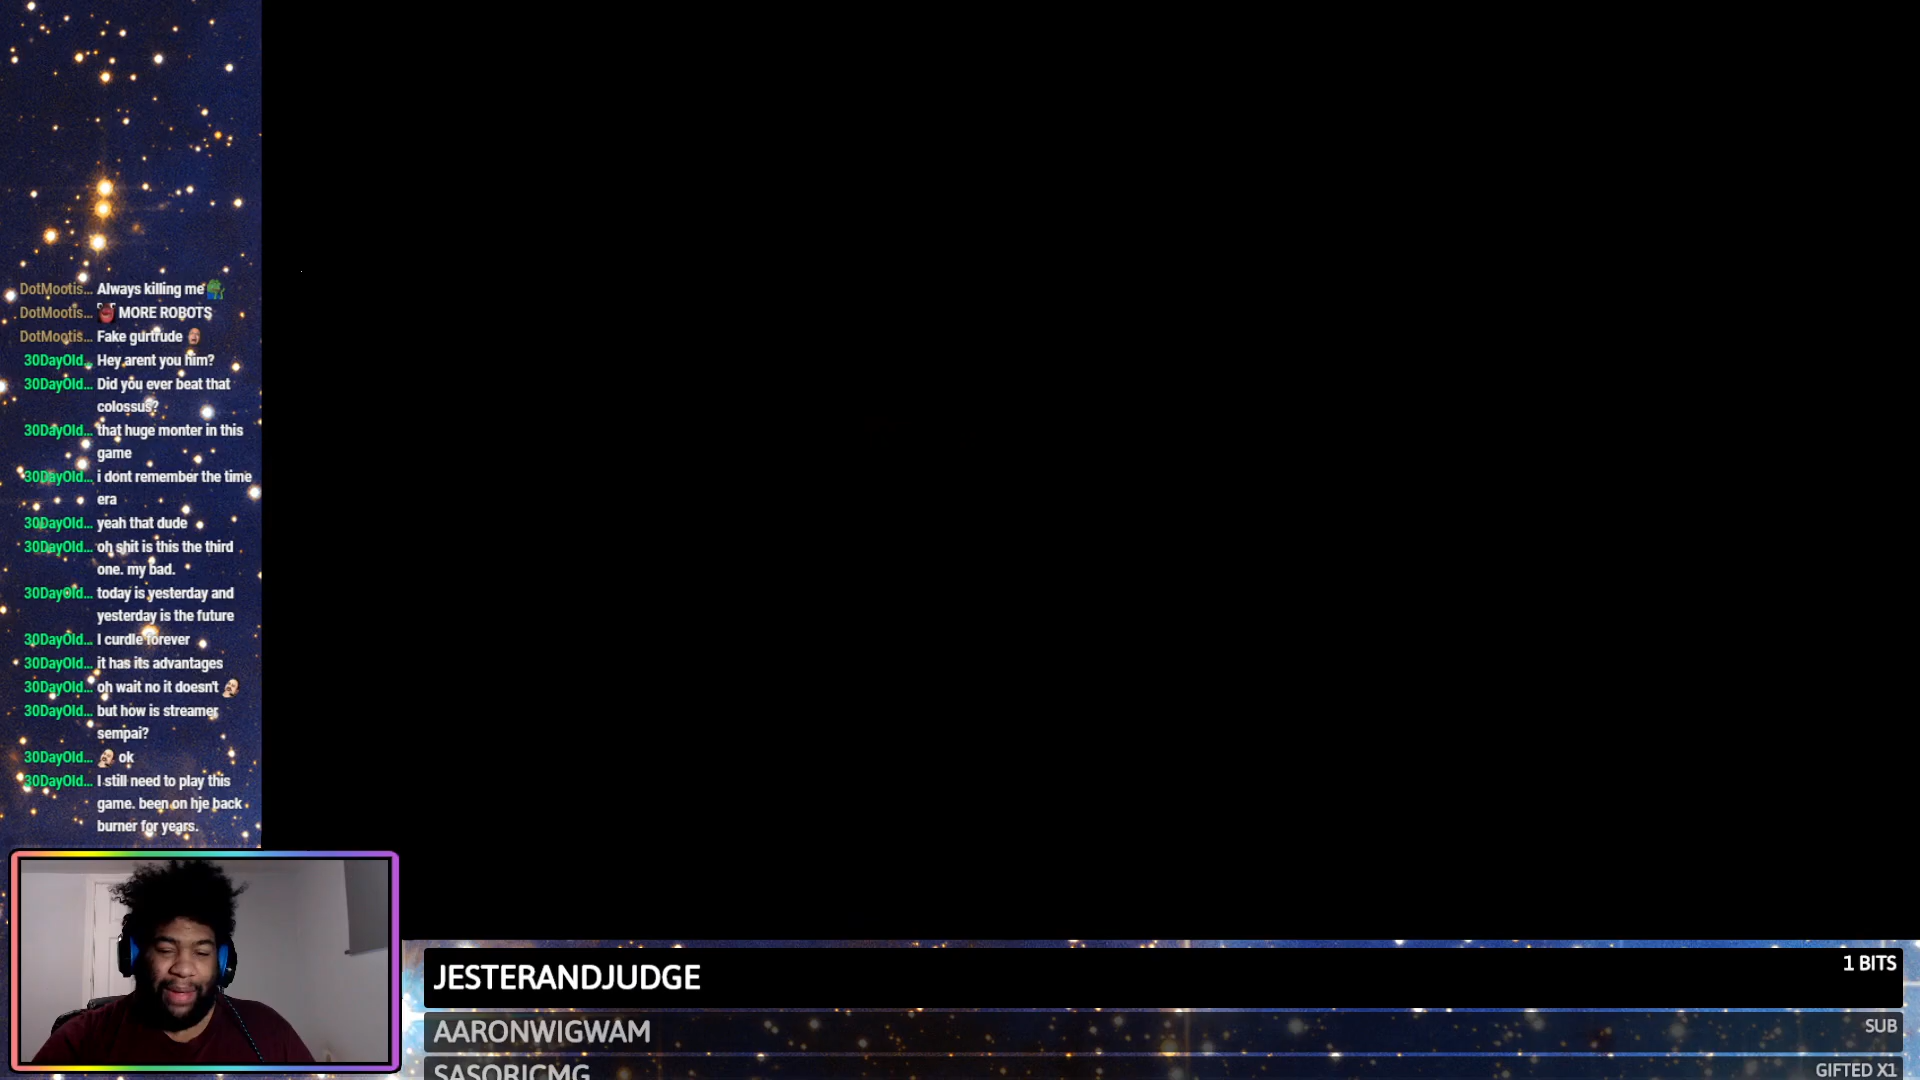 DotMootis... Always killing me
DotMootis... MORE ROBOTS
DotMootis... Fake gurtrude
30DayOld... Hey arent you him?
30DayOld... Did you ever beat that
colossus?
30DayOld... that huge monter in this
game
30DayOld... i dont remember the time
era
30DayOld... yeah that dude
30DayOld... oh shit is this the third
one. my bad.
30DayOld... today is yesterday and
yesterday is the future
30DayOld... I curdle forever
30DayOld... it has its advantages
30DayOld... oh wait no it doesn't
30DayOld... but how is streamer
sempai?
30DayOld... ok
30DayOld... I still need to play this
game. been on hje back
burner for years.
JESTERANDJUDGE 1 BITS
AARONWIGWAM SUB
SASORICMG GIFTED X1